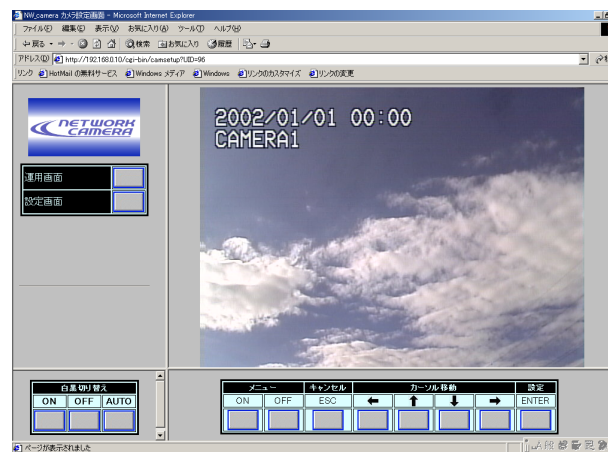 NW_camera カメラ設定画面 - Microsoft Internet Explorer
ファイル(F) 編集(E) 表示(V) お気に入り(A) ツール(T) ヘルプ(H)
戻る 検索 お気に入り 履歴
アドレス(D) http://192.168.0.10/cgi-bin/camsetup?UID=96
リンク HotMail の無料サービス Windows メディア Windows リンクのカスタマイズ リンクの変更
NETWORK
CAMERA
2002/01/01 00:00
CAMERA1
運用画面
設定画面
白黒切り替え
ON OFF AUTO
メニュー キャンセル カーソル移動 設定
ON OFF ESC ← ↑ ↓ → ENTER
ページが表示されました